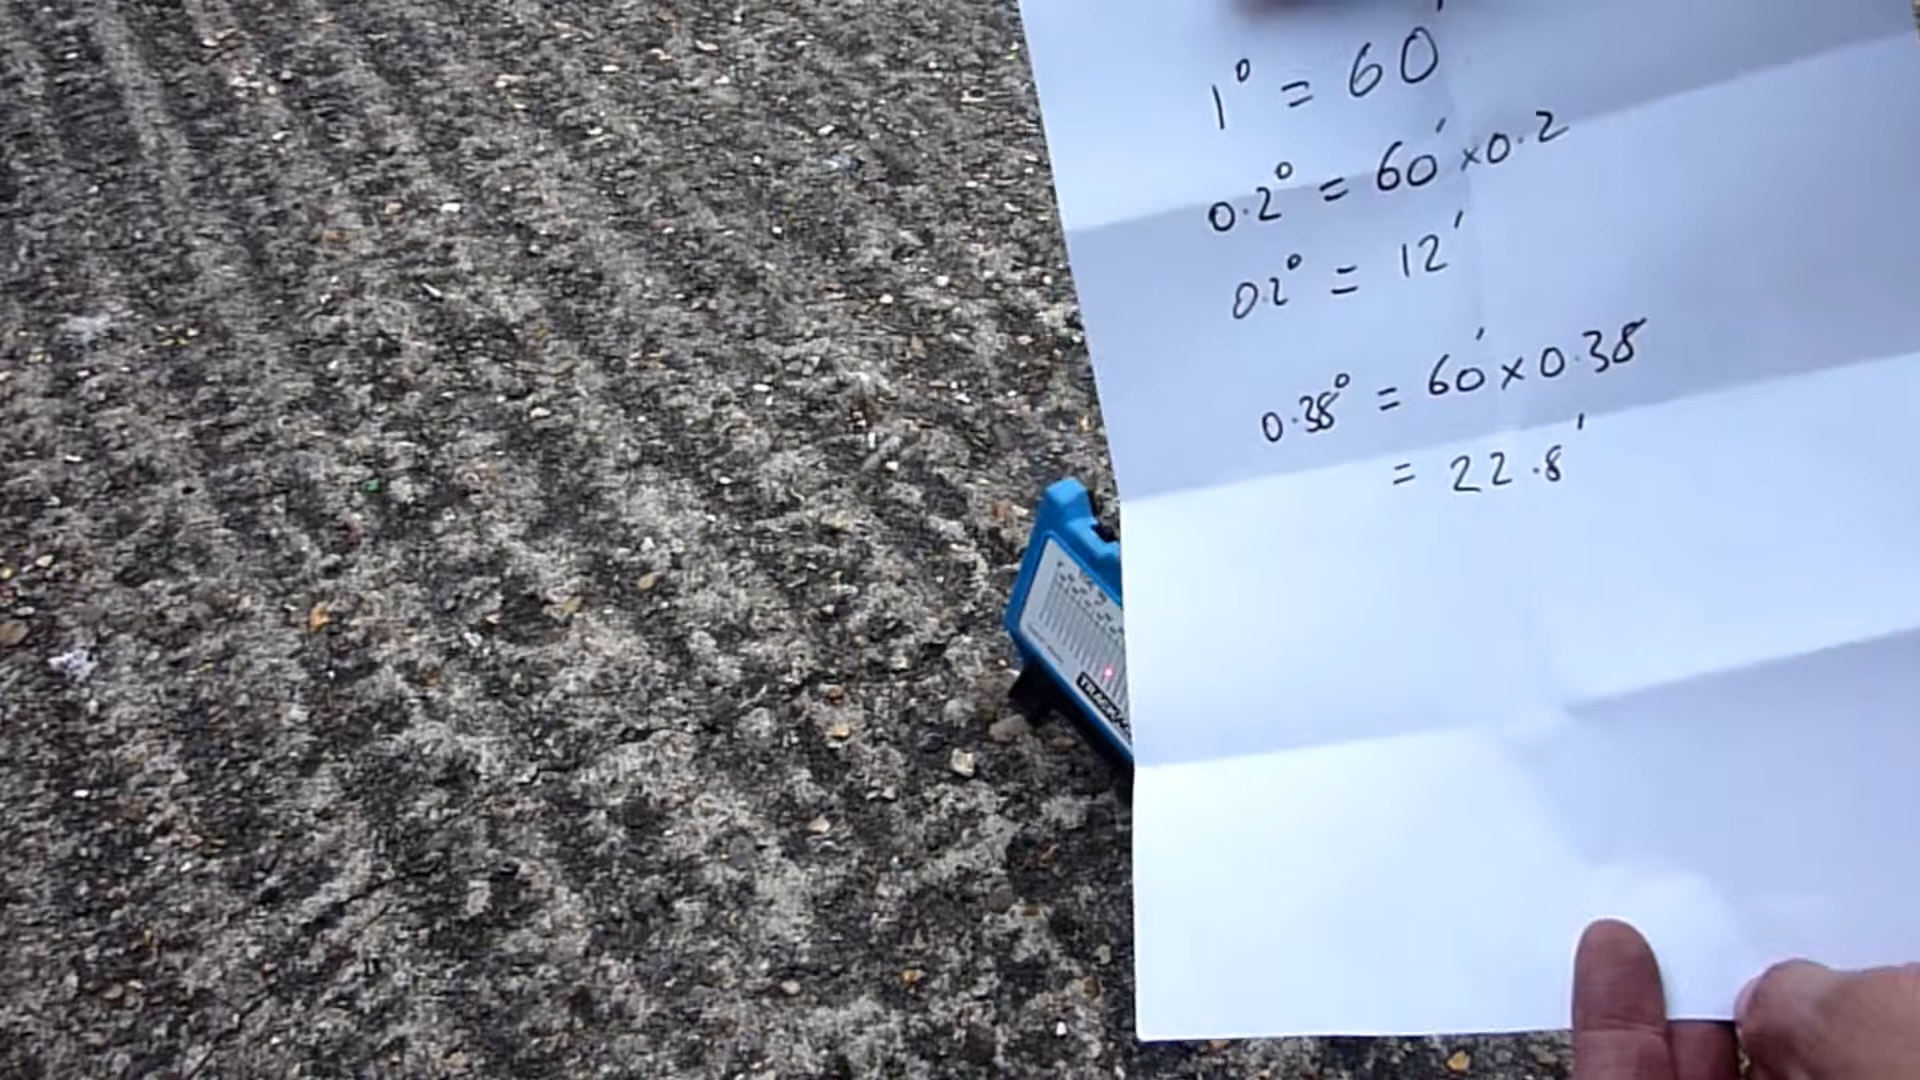 1° = 60'
0.2° = 60' × 0.2
0.2° = 12'
0.38° = 60' × 0.38
= 22.8'